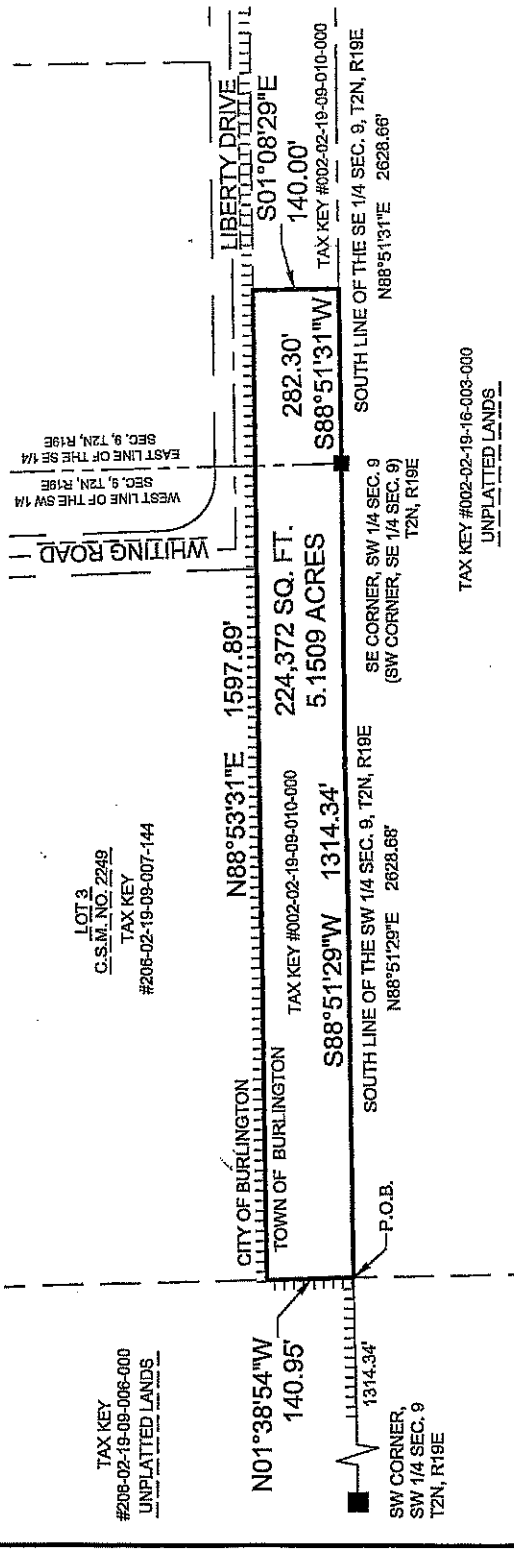 TAX KEY
#206-02-19-09-006-000
UNPLATTED LANDS
LOT 3
C.S.M. NO. 2249
TAX KEY
#206-02-19-09-007-144
WHITING ROAD
WEST LINE OF THE SW 1/4
SEC. 9, T2N, R19E
EAST LINE OF THE SE 1/4
SEC. 9, T2N, R19E
LIBERTY DRIVE
CITY OF BURLINGTON
TOWN OF BURLINGTON
N88°53'31"E 1597.89'
S01°08'29"E
140.00'
N01°38'54"W
140.95'
TAX KEY #002-02-19-09-010-000
224,372 SQ. FT.
5.1509 ACRES
282.30'
S88°51'31"W
TAX KEY #002-02-19-09-010-000
S88°51'29"W 1314.34'
P.O.B.
1314.34'
SW CORNER,
SW 1/4 SEC. 9
T2N, R19E
SOUTH LINE OF THE SW 1/4 SEC. 9, T2N, R19E
N88°51'29"E 2628.68'
SE CORNER, SW 1/4 SEC. 9
(SW CORNER, SE 1/4 SEC. 9)
T2N, R19E
SOUTH LINE OF THE SE 1/4 SEC. 9, T2N, R19E
N88°51'31"E 2628.66'
TAX KEY #002-02-19-16-003-000
UNPLATTED LANDS